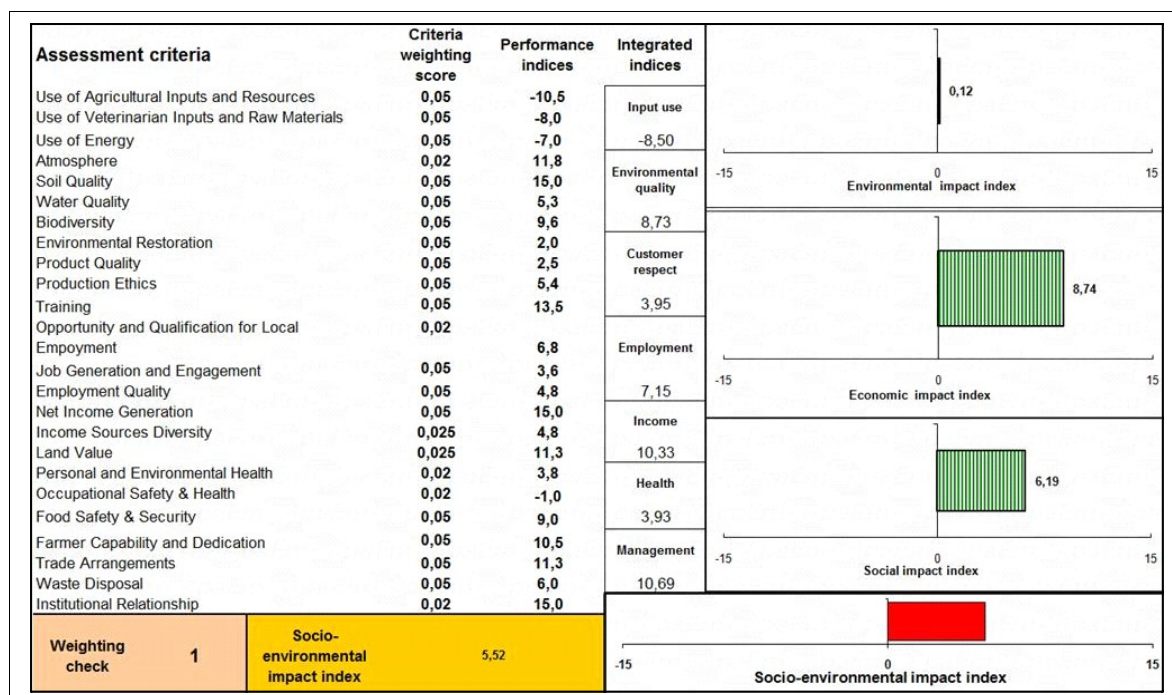 Assessment criteria
Criteria
weighting
score
Performance
indices
Integrated
indices
Use of Agricultural Inputs and Resources 0,05 -10,5
Use of Veterinarian Inputs and Raw Materials 0,05 -8,0
Use of Energy 0,05 -7,0
Atmosphere 0,02 11,8
Soil Quality 0,05 15,0
Water Quality 0,05 5,3
Biodiversity 0,05 9,6
Environmental Restoration 0,05 2,0
Product Quality 0,05 2,5
Production Ethics 0,05 5,4
Training 0,05 13,5
Opportunity and Qualification for Local 0,02
Empoyment 6,8
Job Generation and Engagement 0,05 3,6
Employment Quality 0,05 4,8
Net Income Generation 0,05 15,0
Income Sources Diversity 0,025 4,8
Land Value 0,025 11,3
Personal and Environmental Health 0,02 3,8
Occupational Safety & Health 0,02 -1,0
Food Safety & Security 0,05 9,0
Farmer Capability and Dedication 0,05 10,5
Trade Arrangements 0,05 11,3
Waste Disposal 0,05 6,0
Institutional Relationship 0,02 15,0
Input use
-8,50
Environmental
quality
8,73
Customer
respect
3,95
Employment
7,15
Income
10,33
Health
3,93
Management
10,69
0,12
-15 0 15
Environmental impact index
8,74
-15 0 15
Economic impact index
6,19
-15 0 15
Social impact index
Weighting
check
1
Socio-
environmental
impact index
5,52
-15 0 15
Socio-environmental impact index